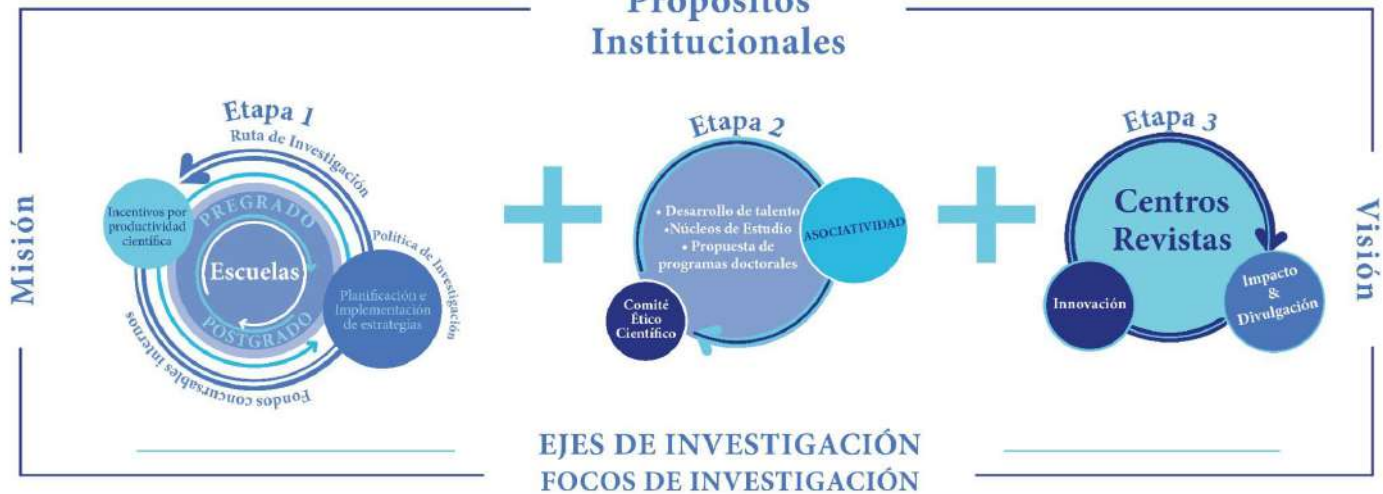 Propósitos
Institucionales
Misión
Etapa 1
Ruta de Investigación
Incentivos por
productividad
científica
PREGRADO
Escuelas
POSTGRADO
Política de Investigación
Planificación e
Implementación
de estrategias
Fondos concursables internos
Etapa 2
• Desarrollo de talento
•Núcleos de Estudio
• Propuesta de
programas doctorales
ASOCIATIVIDAD
Comité
Ético
Científico
Etapa 3
Centros
Revistas
Innovación
Impacto
&
Divulgación
Visión
EJES DE INVESTIGACIÓN
FOCOS DE INVESTIGACIÓN